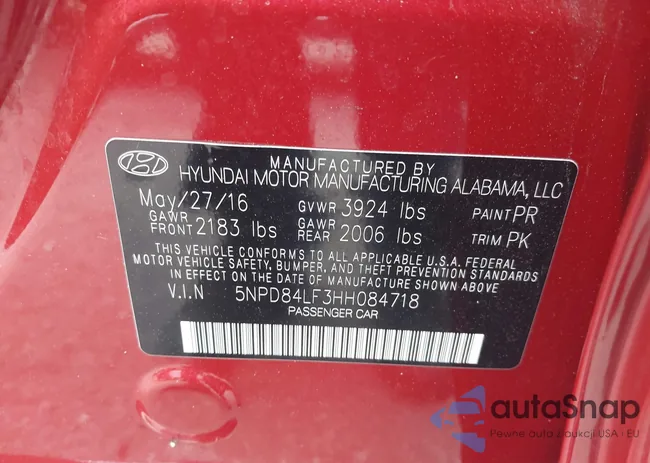 MANUFACTURED BY
HYUNDAI MOTOR MANUFACTURING ALABAMA, LLC
May/27/16 GVWR 3924 lbs PAINT PR
GAWR FRONT 2183 lbs GAWR REAR 2006 lbs TRIM PK
THIS VEHICLE CONFORMS TO ALL APPLICABLE U.S.A. FEDERAL
MOTOR VEHICLE SAFETY, BUMPER, AND THEFT PREVENTION STANDARDS
IN EFFECT ON THE DATE OF MANUFACTURE SHOWN ABOVE.
V.I.N 5NPD84LF3HH084718
PASSENGER CAR
autaSnap
Pewne auta z aukcji USA i EU